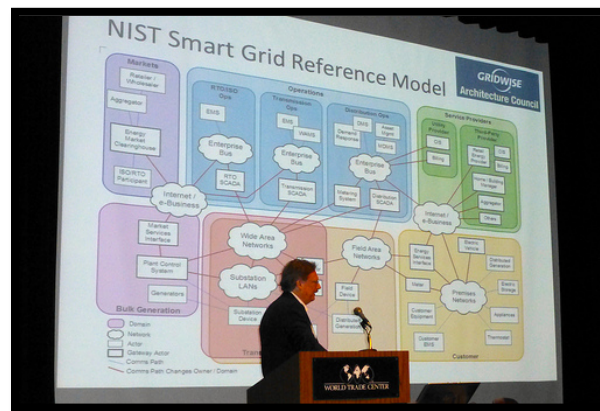 NIST Smart Grid Reference Model
GRIDWISE
Architecture Council
Markets
Retailer /
Wholesaler
Aggregator
Energy
Market
Clearinghouse
ISO/RTO
Participant
Internet /
e-Business
Operations
RTO/ISO
Ops
EMS
Enterprise
Bus
RTO
SCADA
Transmission
Ops
EMS
WAMS
Enterprise
Bus
Transmission
SCADA
Distribution Ops
DMS
Asset
Mgmt
Demand
Response
MDMS
Enterprise
Bus
Metering
System
Distribution
SCADA
Service Providers
Utility
Provider
CIS
Billing
Third-Party
Provider
CIS
Retail
Energy
Provider
Billing
Home / Building
Manager
Aggregator
Others
Internet /
e-Business
Market
Services
Interface
Plant Control
System
Generators
Bulk Generation
Wide Area
Networks
Substation
LANs
Substation
Device
Field Area
Networks
Field
Device
Distributed
Generation
Energy
Services
Interface
Meter
Customer
Equipment
Customer
EMS
Premises
Networks
Electric
Vehicle
Distributed
Generation
Electric
Storage
Appliances
Thermostat
Customer
Domain
Network
Actor
Gateway Actor
Comms Path
Comms Path Changes Owner / Domain
WORLD TRADE CENTER